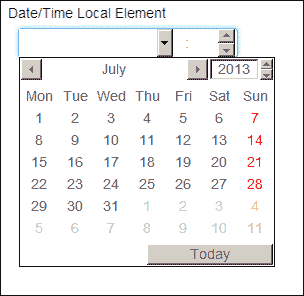 Date/Time Local Element
:
July 2013
Mon Tue Wed Thu Fri Sat Sun
1 2 3 4 5 6 7
8 9 10 11 12 13 14
15 16 17 18 19 20 21
22 23 24 25 26 27 28
29 30 31 1 2 3 4
5 6 7 8 9 10 11
Today